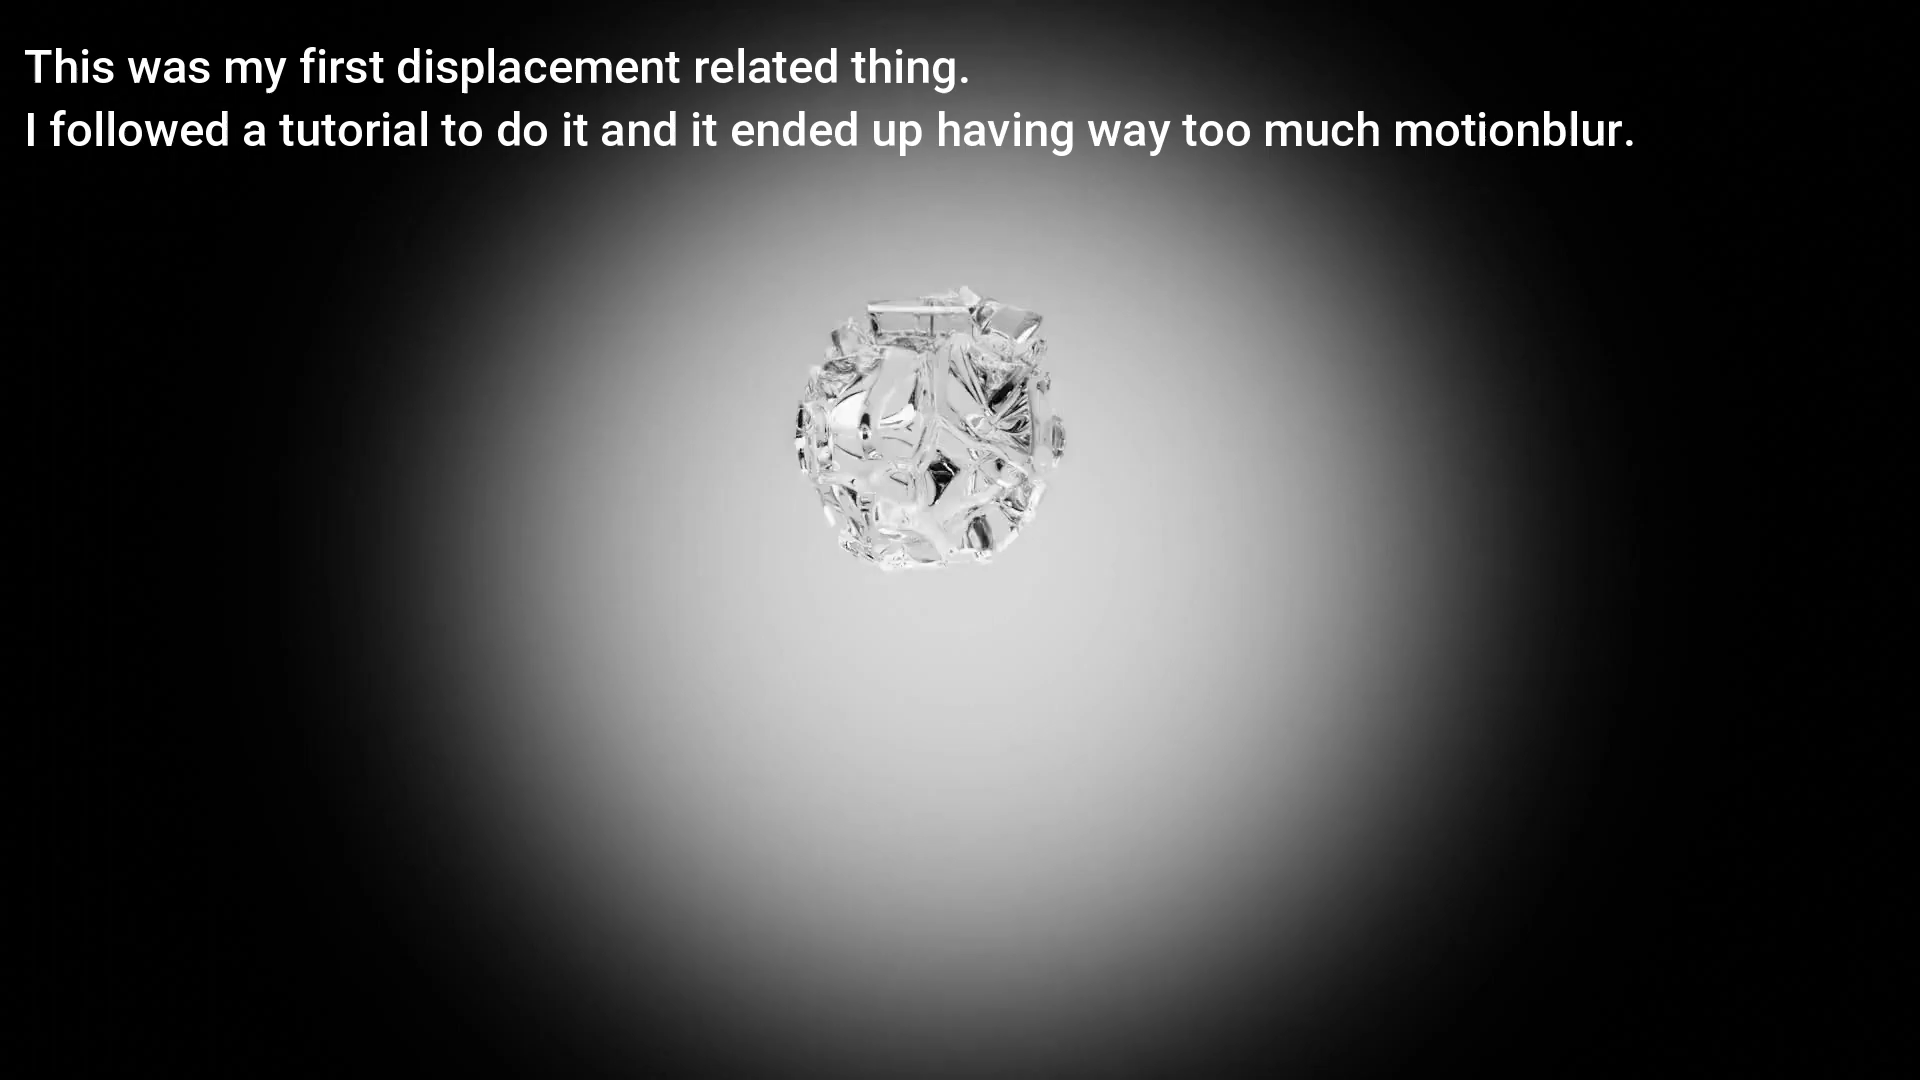 This was my first displacement related thing.
I followed a tutorial to do it and it ended up having way too much motionblur.